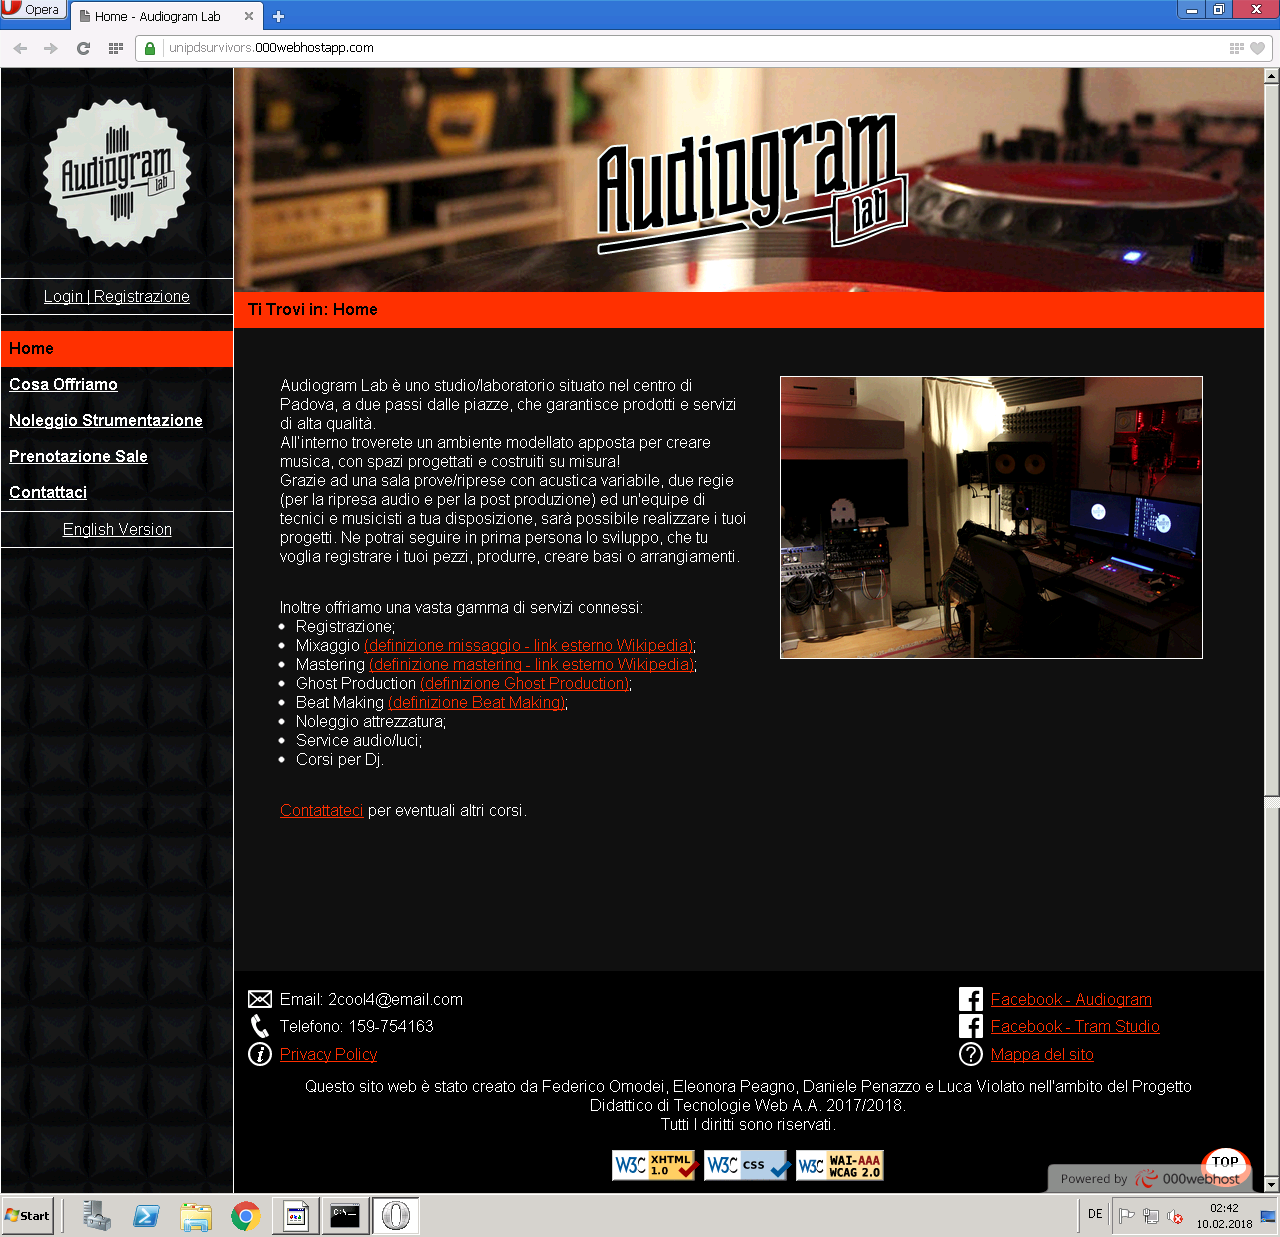 Opera
Home - Audiogram Lab
unipdsurvivors.000webhostapp.com
Audiogram
lab
Login | Registrazione
Home
Cosa Offriamo
Noleggio Strumentazione
Prenotazione Sale
Contattaci
English Version
Audiogram
lab
Ti Trovi in: Home
Audiogram Lab è uno studio/laboratorio situato nel centro di
Padova, a due passi dalle piazze, che garantisce prodotti e servizi
di alta qualità.
All'interno troverete un ambiente modellato apposta per creare
musica, con spazi progettati e costruiti su misura!
Grazie ad una sala prove/riprese con acustica variabile, due regie
(per la ripresa audio e per la post produzione) ed un'equipe di
tecnici e musicisti a tua disposizione, sarà possibile realizzare i tuoi
progetti. Ne potrai seguire in prima persona lo sviluppo, che tu
voglia registrare i tuoi pezzi, produrre, creare basi o arrangiamenti.
Inoltre offriamo una vasta gamma di servizi connessi:
Registrazione;
Mixaggio (definizione missaggio - link esterno Wikipedia);
Mastering (definizione mastering - link esterno Wikipedia);
Ghost Production (definizione Ghost Production);
Beat Making (definizione Beat Making);
Noleggio attrezzatura;
Service audio/luci;
Corsi per Dj.
Contattateci per eventuali altri corsi.
Email: 2cool4@email.com
Telefono: 159-754163
Privacy Policy
Facebook - Audiogram
Facebook - Tram Studio
Mappa del sito
Questo sito web è stato creato da Federico Omodei, Eleonora Peagno, Daniele Penazzo e Luca Violato nell'ambito del Progetto
Didattico di Tecnologie Web A.A. 2017/2018.
Tutti I diritti sono riservati.
W3C XHTML 1.0
W3C css
W3C WAI-AAA WCAG 2.0
TOP
Powered by 000webhost
Start
DE
02:42
10.02.2018